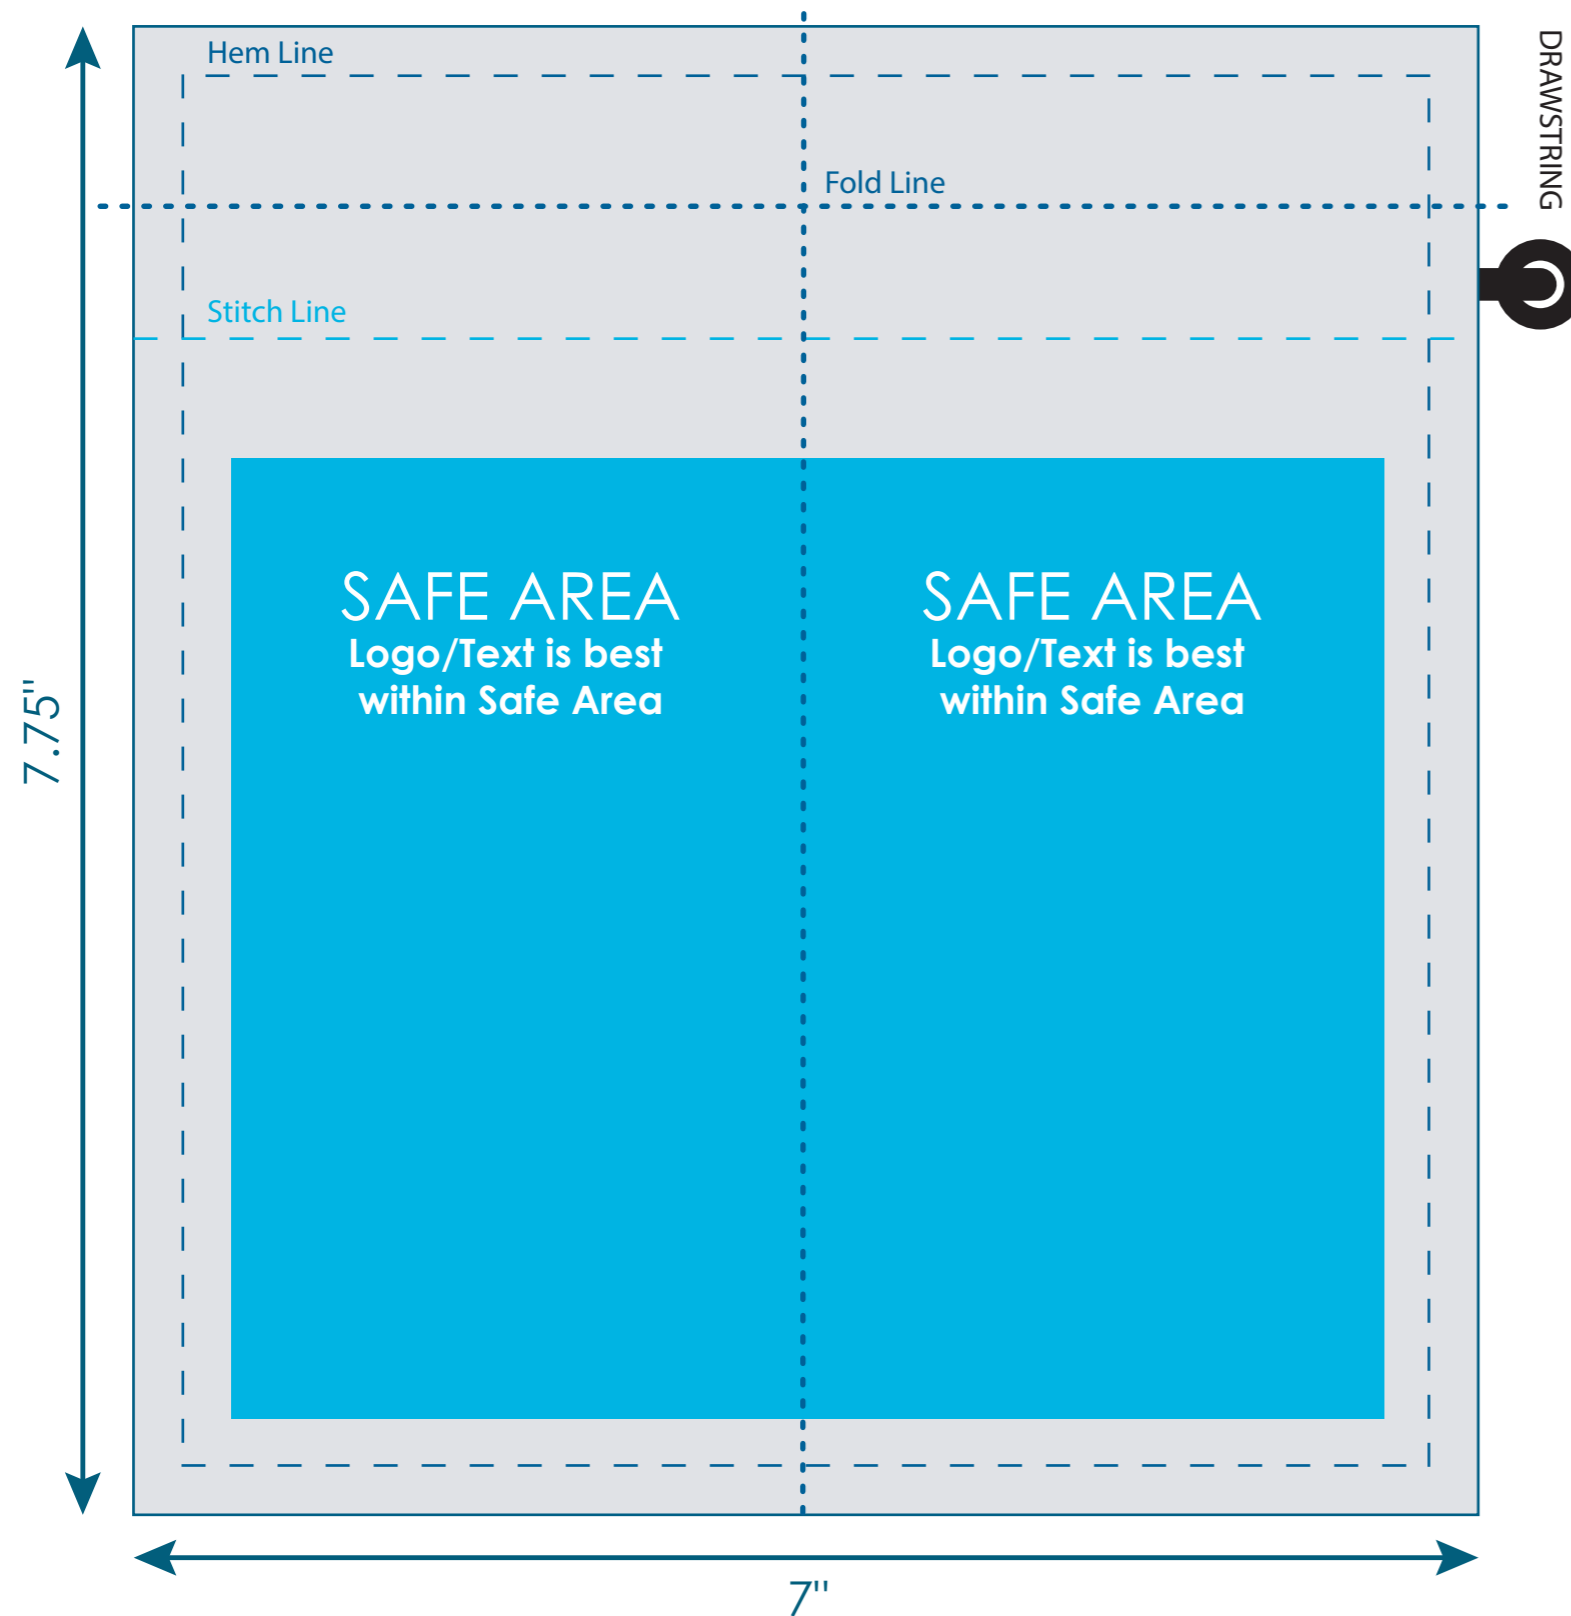 Hem Line
DRAWSTRING
Fold Line
Stitch Line
SAFE AREA
Logo/Text is best
within Safe Area
SAFE AREA
Logo/Text is best
within Safe Area
7.75"
7"